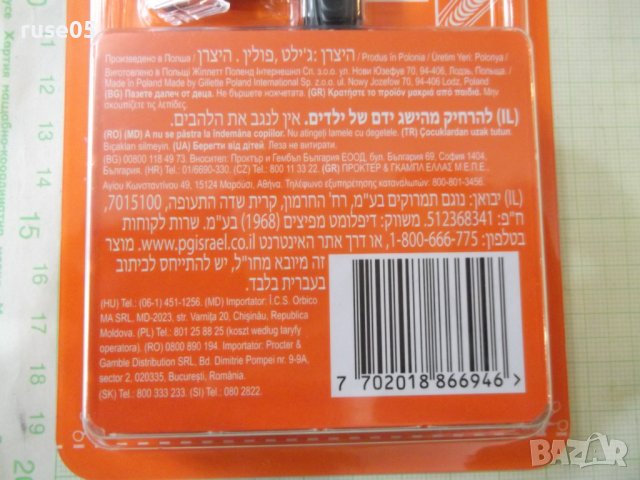 ruse05
Произведено в Полша / היצרן: ג'ילט, פולין. היצרן / Produs în Polonia / Üretim Yeri: Polonya /
Виготовлено в Польщі Жіллетт Поленд Інтернешнл Сп. з.о.о. ул. Нови Юзефув 70, 94-406, Лодзь, Польща. /
Made in Poland Made by Gillette Poland International Sp. z o.o. ul. Nowy Jozefow 70, 94-406, Lodz, Poland
(BG) Пазете далеч от деца. Не бършете ножчетата. (GR) Κρατήστε το προϊόν μακριά από παιδιά. Μην
σκουπίζετε τις λεπίδες.
(IL) להרחיק מהישג ידם של ילדים. אין לנגב את הלהבים.
(RO) (MD) A nu se păstra la îndemâna copiilor. Nu atingeți lamele cu degetele. (TR) Çocuklardan uzak tutun.
Bıçakları silmeyin. (UA) Берегти від дітей. Леза не витирати.
(BG) 00800 118 49 73. Вносител: Проктър и Гембъл България ЕООД, бул. България 69, София 1404,
България. (HR) Tel.: 01/6690-330. (CZ) Tel.: 800 11 33 22. (GR) ΠΡΟΚΤΕΡ & ΓΚΑΜΠΛ ΕΛΛΑΣ Μ.Ε.Π.Ε.,
Αγίου Κωνσταντίνου 49, 15124 Μαρούσι, Αθήνα. Τηλέφωνο εξυπηρέτησης καταναλωτών: 800-801-3456.
(IL) יבואן: נוגם תמרוקים בע"מ, רח' החרמון, קרית שדה התעופה, 7015100,
ח"פ: 512368341. משווק: דיפלומט מפיצים (1968) בע"מ. שרות לקוחות
בטלפון: 1-800-666-775, או דרך אתר האינטרנט www.pgisrael.co.il. מוצר
זה מיובא מחו"ל, יש להתייחס לכיתוב
בעברית בלבד.
(HU) Tel.: (06-1) 451-1256. (MD) Importator: Î.C.S. Orbico
MA SRL, MD-2023, str. Varnița 20, Chișinău, Republica
Moldova. (PL) Tel.: 801 25 88 25 (koszt według taryfy
operatora). (RO) 0800 890 194. Importator: Procter &
Gamble Distribution SRL, Bd. Dimitrie Pompei nr. 9-9A,
sector 2, 020335, București, România.
(SK) Tel.: 800 333 233. (SI) Tel.: 080 2822.
7 702018 866946 >
BAZAR
bg